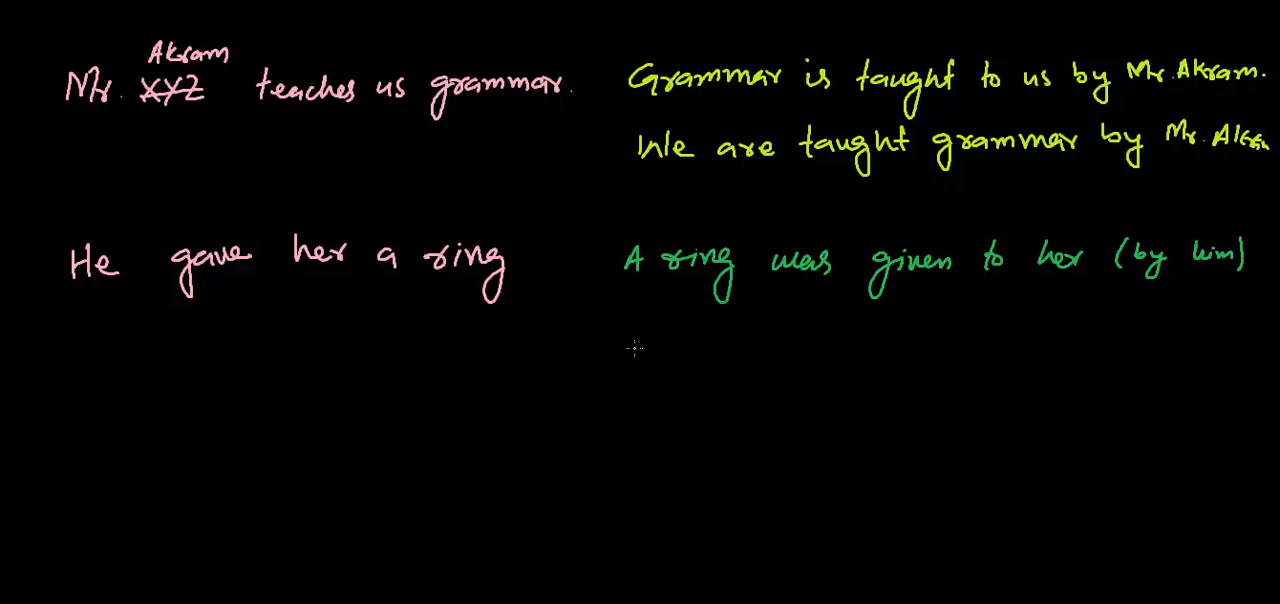 Akram
Mr. XYZ teaches us grammar.
Grammar is taught to us by Mr. Akram.
We are taught grammar by Mr. Akram
He gave her a ring
A ring was given to her (by him)